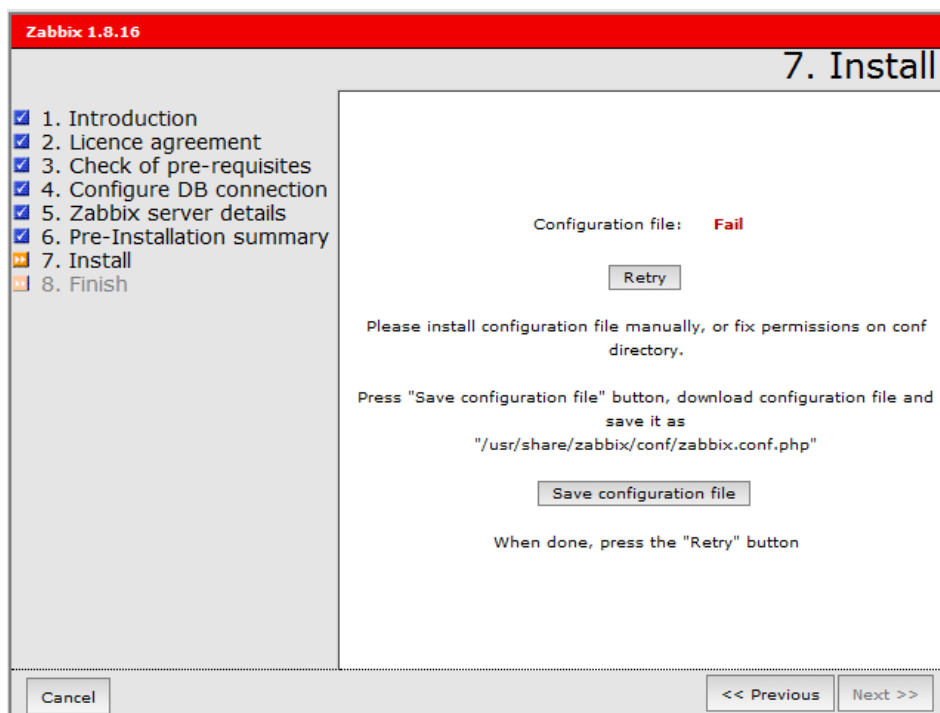 Zabbix 1.8.16
7. Install
1. Introduction
2. Licence agreement
3. Check of pre-requisites
4. Configure DB connection
5. Zabbix server details
6. Pre-Installation summary
7. Install
8. Finish
Configuration file: Fail
Retry
Please install configuration file manually, or fix permissions on conf
directory.
Press "Save configuration file" button, download configuration file and
save it as
"/usr/share/zabbix/conf/zabbix.conf.php"
Save configuration file
When done, press the "Retry" button
Cancel
<< Previous
Next >>